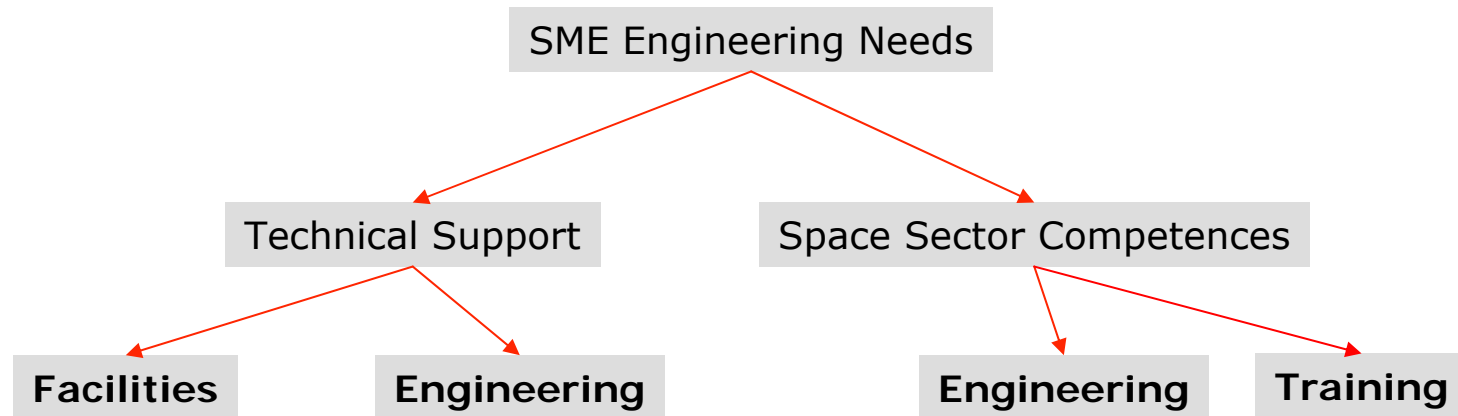 SME Engineering Needs
Technical Support
Space Sector Competences
Facilities
Engineering
Engineering
Training